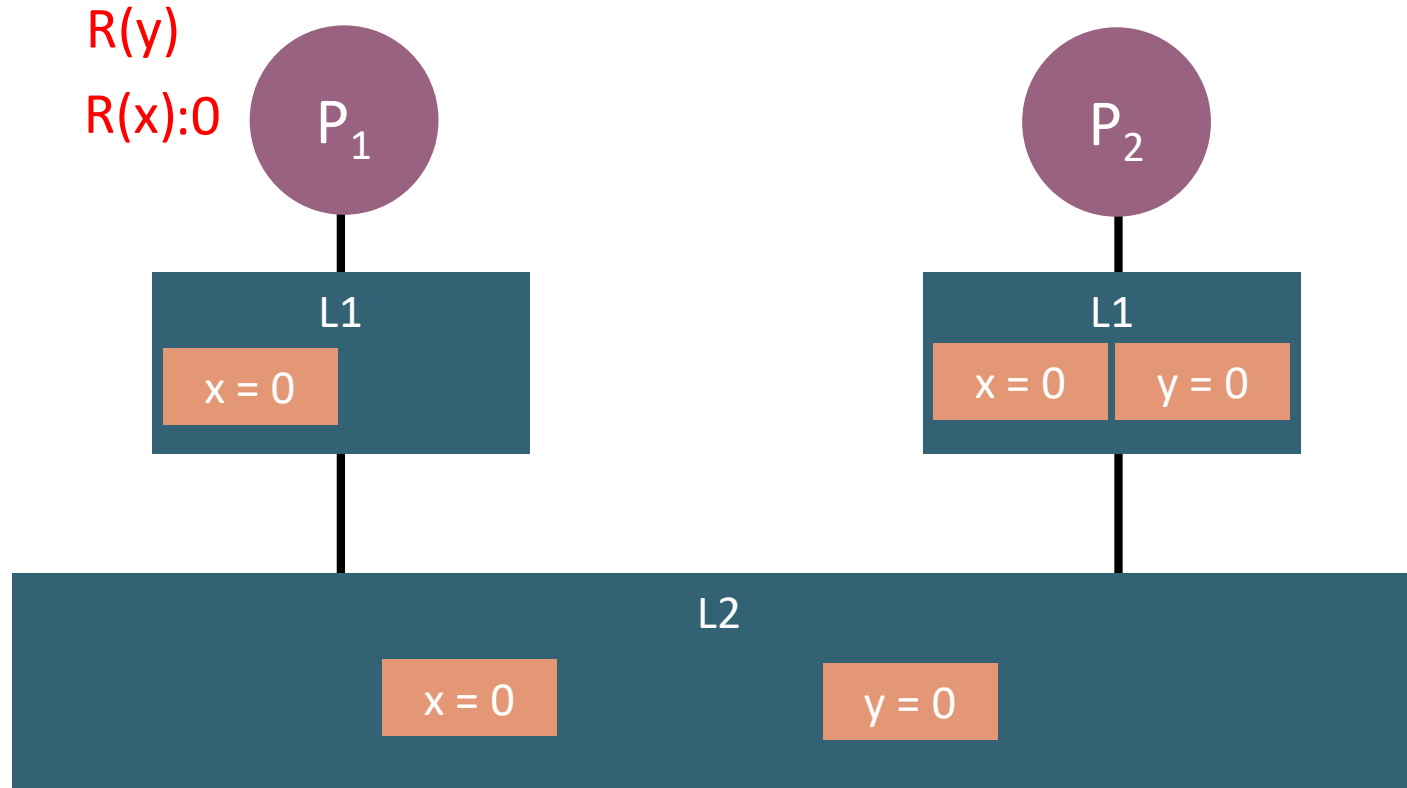 R(y)
R(x):0
P₁
P₂
L1
x = 0
L1
x = 0
y = 0
L2
x = 0
y = 0